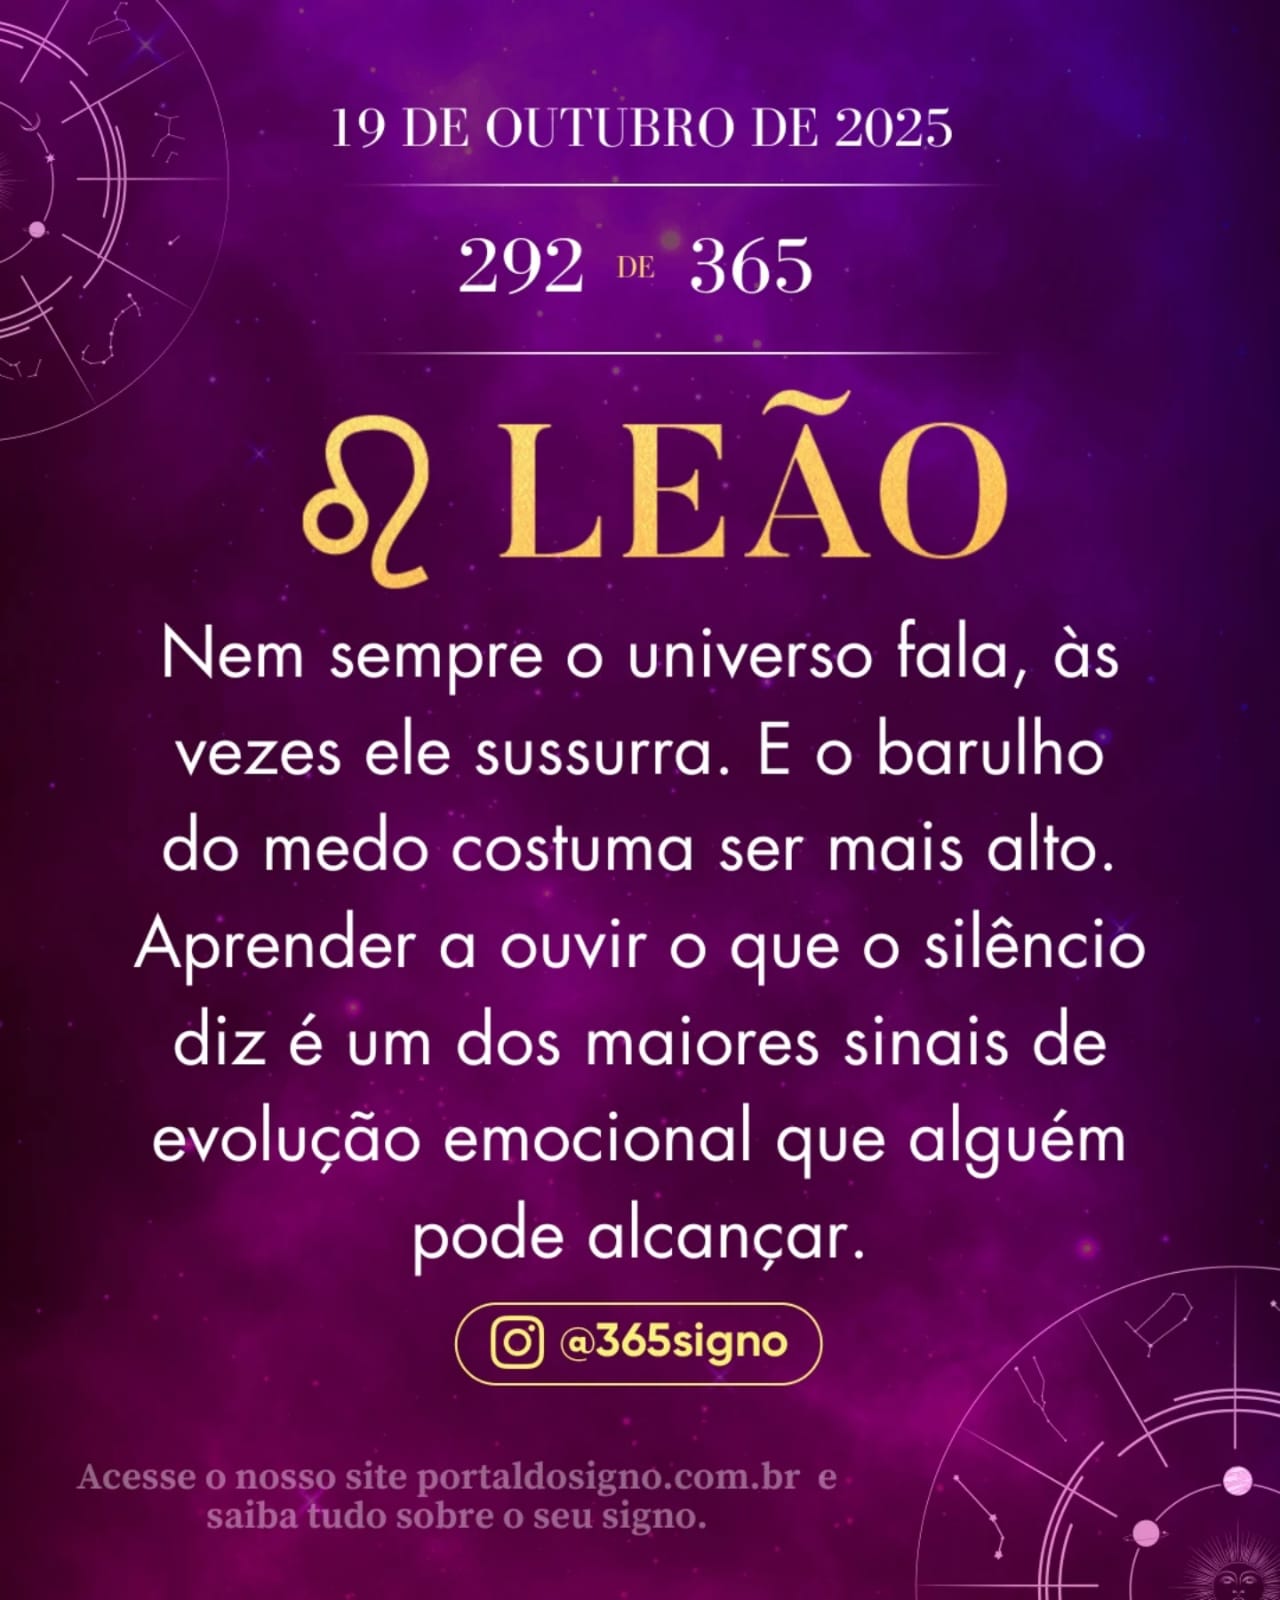 19 DE OUTUBRO DE 2025
292 DE 365
♌ LEÃO
Nem sempre o universo fala, às
vezes ele sussurra. E o barulho
do medo costuma ser mais alto.
Aprender a ouvir o que o silêncio
diz é um dos maiores sinais de
evolução emocional que alguém
pode alcançar.
@365signo
Acesse o nosso site portaldosigno.com.br e
saiba tudo sobre o seu signo.